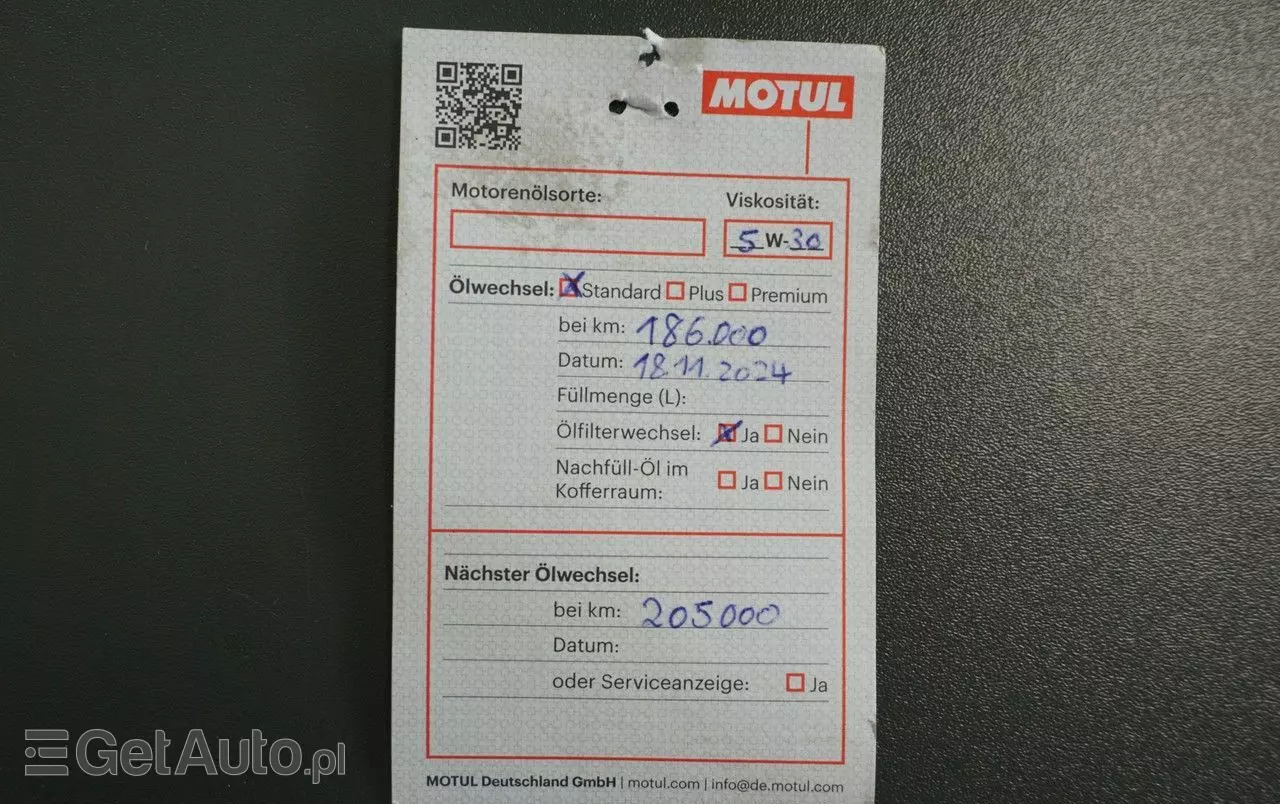 MOTUL
Motorenölsorte:
Viskosität:
5 W-30
Ölwechsel: X Standard Plus Premium
bei km: 186.000
Datum: 18.11.2024
Füllmenge (L):
Ölfilterwechsel: X Ja Nein
Nachfüll-Öl im
Kofferraum: Ja Nein
Nächster Ölwechsel:
bei km: 205000
Datum:
oder Serviceanzeige: Ja
MOTUL Deutschland GmbH | motul.com | info@de.motul.com
GetAuto.pl